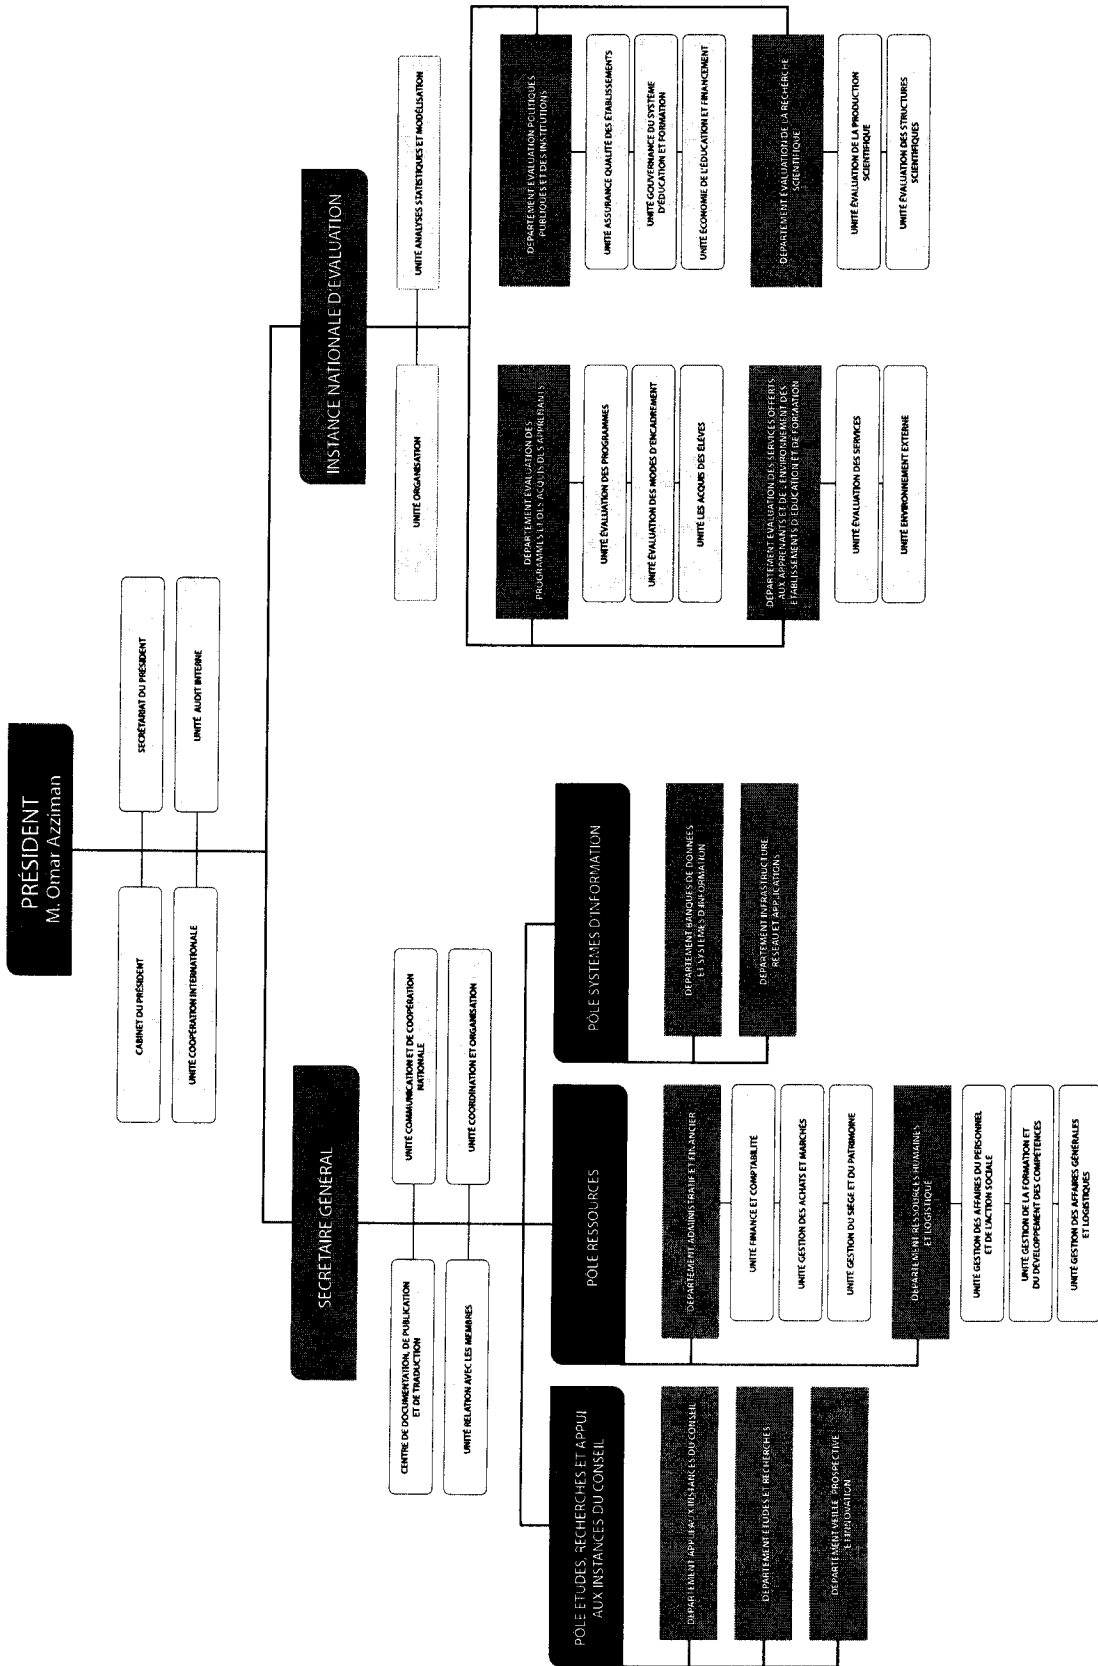 PRÉSIDENT
M. Omar Azziman
CABINET DU PRÉSIDENT
SECRÉTARIAT DU PRÉSIDENT
UNITÉ COOPÉRATION INTERNATIONALE
UNITÉ AUDIT INTERNE
SECRÉTAIRE GÉNÉRAL
CENTRE DE DOCUMENTATION, DE PUBLICATION
ET DE TRADUCTION
UNITÉ COMMUNICATION ET DE COOPÉRATION
NATIONALE
UNITÉ RELATION AVEC LES MEMBRES
UNITÉ COORDINATION ET ORGANISATION
PÔLE ETUDES, RECHERCHES ET APPUI
AUX INSTANCES DU CONSEIL
DÉPARTEMENT APPUI AUX INSTANCES DU CONSEIL
DÉPARTEMENT ÉTUDES ET RECHERCHES
DÉPARTEMENT VEILLE, PROSPECTIVE
ET INNOVATION
PÔLE RESSOURCES
DÉPARTEMENT ADMINISTRATIF ET FINANCIER
UNITÉ FINANCE ET COMPTABILITÉ
UNITÉ GESTION DES ACHATS ET MARCHÉS
UNITÉ GESTION DU SIÈGE ET DU PATRIMOINE
DÉPARTEMENT RESSOURCES HUMAINES
ET LOGISTIQUE
UNITÉ GESTION DES AFFAIRES DU PERSONNEL
ET DE L'ACTION SOCIALE
UNITÉ GESTION DE LA FORMATION ET
DU DÉVELOPPEMENT DES COMPÉTENCES
UNITÉ GESTION DES AFFAIRES GÉNÉRALES
ET LOGISTIQUES
PÔLE SYSTEMES D'INFORMATION
DÉPARTEMENT BANQUES DE DONNÉES
ET SYSTEMES D'INFORMATION
DÉPARTEMENT INFRASTRUCTURE,
RÉSEAU ET APPLICATIONS
INSTANCE NATIONALE D'ÉVALUATION
UNITÉ ORGANISATION
UNITÉ ANALYSES STATISTIQUES ET MODÉLISATION
DÉPARTEMENT ÉVALUATION DES
PROGRAMMES ET DES ACQUIS DES APPRENANTS
UNITÉ ÉVALUATION DES PROGRAMMES
UNITÉ ÉVALUATION DES MODES D'ENCADREMENT
UNITÉ LES ACQUIS DES ÉLÈVES
DÉPARTEMENT ÉVALUATION DES SERVICES OFFERTS
AUX APPRENANTS ET DE L'ENVIRONNEMENT DES
ÉTABLISSEMENTS D'ÉDUCATION ET DE FORMATION
UNITÉ ÉVALUATION DES SERVICES
UNITÉ ENVIRONNEMENT EXTERNE
DÉPARTEMENT ÉVALUATION POLITIQUES
PUBLIQUES ET DES INSTITUTIONS
UNITÉ ASSURANCE QUALITÉ DES ÉTABLISSEMENTS
UNITÉ GOUVERNANCE DU SYSTÈME
D'ÉDUCATION ET FORMATION
UNITÉ ÉCONOMIE DE L'ÉDUCATION ET FINANCEMENT
DÉPARTEMENT ÉVALUATION DE LA RECHERCHE
SCIENTIFIQUE
UNITÉ ÉVALUATION DE LA PRODUCTION
SCIENTIFIQUE
UNITÉ ÉVALUATION DES STRUCTURES
SCIENTIFIQUES